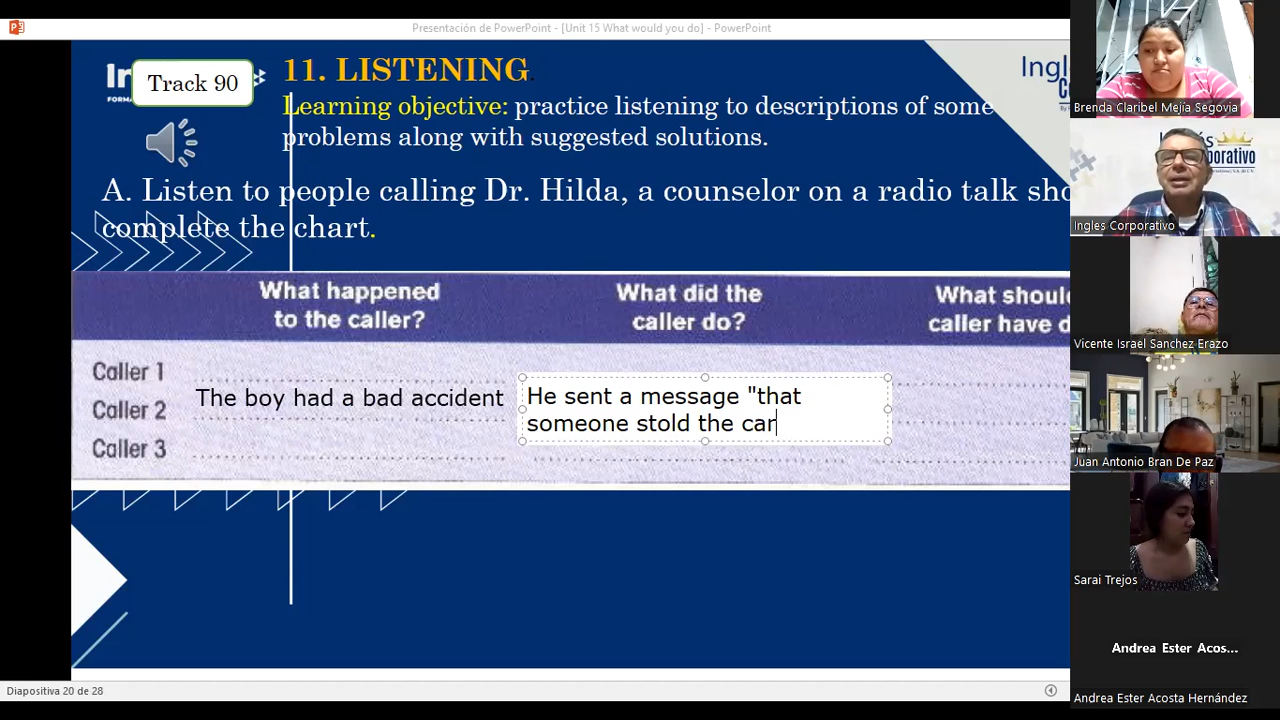 Presentación de PowerPoint - [Unit 15 What would you do] - PowerPoint
Track 90
11. LISTENING.
Learning objective: practice listening to descriptions of some
problems along with suggested solutions.
A. Listen to people calling Dr. Hilda, a counselor on a radio talk sho
complete the chart.
What happened
to the caller?
What did the
caller do?
What shoul
caller have d
Caller 1
Caller 2
Caller 3
The boy had a bad accident
He sent a message "that
someone stold the car
Diapositiva 20 de 28
Brenda Claribel Mejia Segovia
Ingles Corporativo
Vicente Israel Sanchez Erazo
Juan Antonio Bran De Paz
Sarai Trejos
Andrea Ester Acos...
Andrea Ester Acosta Hernández